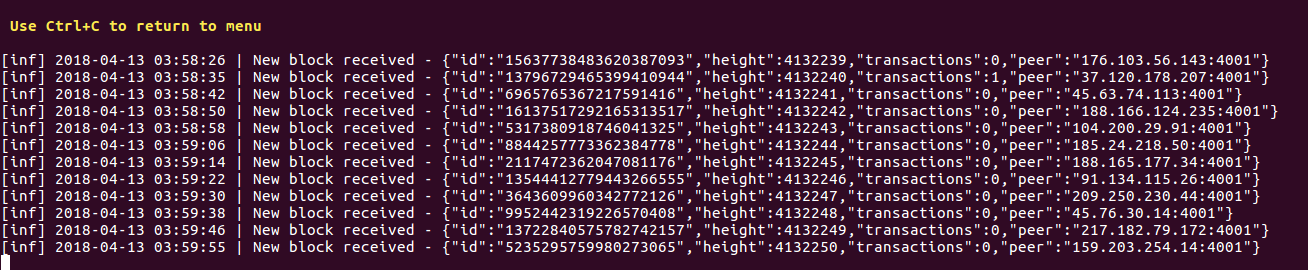 Use Ctrl+C to return to menu
[inf] 2018-04-13 03:58:26 | New block received - {"id":"15637738483620387093","height":4132239,"transactions":0,"peer":"176.103.56.143:4001"}
[inf] 2018-04-13 03:58:35 | New block received - {"id":"13796729465399410944","height":4132240,"transactions":1,"peer":"37.120.178.207:4001"}
[inf] 2018-04-13 03:58:42 | New block received - {"id":"6965765367217591416","height":4132241,"transactions":0,"peer":"45.63.74.113:4001"}
[inf] 2018-04-13 03:58:50 | New block received - {"id":"16137517292165313517","height":4132242,"transactions":0,"peer":"188.166.124.235:4001"}
[inf] 2018-04-13 03:58:58 | New block received - {"id":"5317380918746041325","height":4132243,"transactions":0,"peer":"104.200.29.91:4001"}
[inf] 2018-04-13 03:59:06 | New block received - {"id":"8844257773362384778","height":4132244,"transactions":0,"peer":"185.24.218.50:4001"}
[inf] 2018-04-13 03:59:14 | New block received - {"id":"2117472362047081176","height":4132245,"transactions":0,"peer":"188.165.177.34:4001"}
[inf] 2018-04-13 03:59:22 | New block received - {"id":"13544412779443266555","height":4132246,"transactions":0,"peer":"91.134.115.26:4001"}
[inf] 2018-04-13 03:59:30 | New block received - {"id":"3643609960342772126","height":4132247,"transactions":0,"peer":"209.250.230.44:4001"}
[inf] 2018-04-13 03:59:38 | New block received - {"id":"9952442319226570408","height":4132248,"transactions":0,"peer":"45.76.30.14:4001"}
[inf] 2018-04-13 03:59:46 | New block received - {"id":"13722840575782742157","height":4132249,"transactions":0,"peer":"217.182.79.172:4001"}
[inf] 2018-04-13 03:59:55 | New block received - {"id":"5235295759980273065","height":4132250,"transactions":0,"peer":"159.203.254.14:4001"}